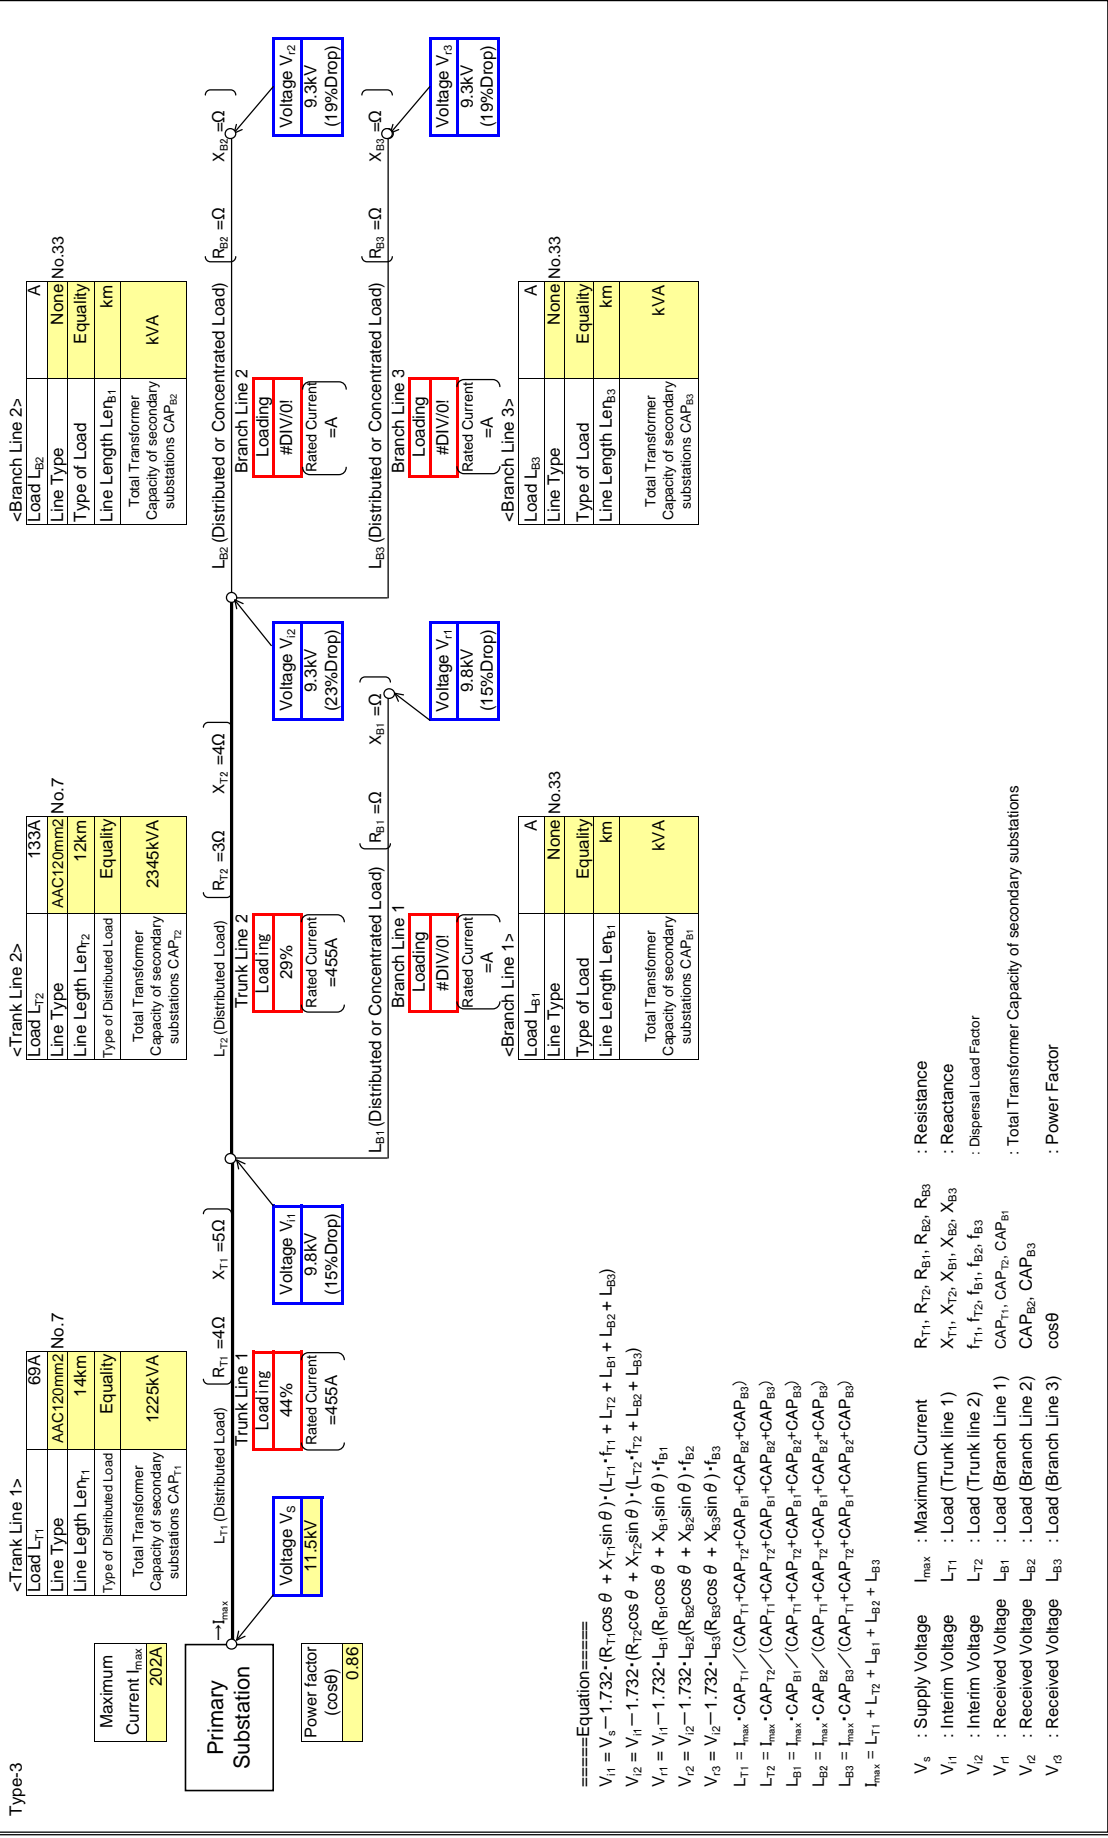 Type-3
Maximum
Current Imax
202A
Primary
Substation
Power factor
(cosθ)
0.86
→Imax
Voltage VS
11.5kV
<Trank Line 1>
Load LT1 69A
Line Type AAC120mm2 No.7
Line Length LenT1 14km
Type of Distributed Load Equality
Total Transformer
Capacity of secondary
substations CAPT1
1225kVA
LT1 (Distributed Load) (RT1 =4Ω XT1 =5Ω)
Trunk Line 1
Loading
44%
(Rated Current
=455A)
Voltage Vi1
9.8kV
(15%Drop)
<Trank Line 2>
Load LT2 133A
Line Type AAC120mm2 No.7
Line Legth LenT2 12km
Type of Distributed Load Equality
Total Transformer
Capacity of secondary
substations CAPT2
2345kVA
LT2 (Distributed Load) (RT2 =3Ω XT2 =4Ω)
Trunk Line 2
Loading
29%
(Rated Current
=455A)
Voltage Vi2
9.3kV
(23%Drop)
LB1 (Distributed or Concentrated Load) (RB1 =Ω XB1 =Ω)
Branch Line 1
Loading
#DIV/0!
(Rated Current
=A)
Voltage Vr1
9.8kV
(15%Drop)
<Branch Line 1>
Load LB1 A
Line Type None No.33
Type of Load Equality
Line Length LenB1 km
Total Transformer
Capacity of secondary
substations CAPB1
kVA
<Branch Line 2>
Load LB2 A
Line Type None No.33
Type of Load Equality
Line Length LenB1 km
Total Transformer
Capacity of secondary
substations CAPB2
kVA
LB2 (Distributed or Concentrated Load) (RB2 =Ω XB2 =Ω)
Branch Line 2
Loading
#DIV/0!
(Rated Current
=A)
Voltage Vr2
9.3kV
(19%Drop)
LB3 (Distributed or Concentrated Load) (RB3 =Ω XB3 =Ω)
Branch Line 3
Loading
#DIV/0!
(Rated Current
=A)
Voltage Vr3
9.3kV
(19%Drop)
<Branch Line 3>
Load LB3 A
Line Type None No.33
Type of Load Equality
Line Length LenB3 km
Total Transformer
Capacity of secondary
substations CAPB3
kVA
=====Equation=====
Vi1 = Vs－1.732・(RT1cos θ + XT1sin θ)・(LT1・fT1 + LT2 + LB1 + LB2 + LB3)
Vi2 = Vi1－1.732・(RT2cos θ + XT2sin θ)・(LT2・fT2 + LB2 + LB3)
Vr1 = Vi1－1.732・LB1(RB1cos θ + XB1sin θ)・fB1
Vr2 = Vi2－1.732・LB2(RB2cos θ + XB2sin θ)・fB2
Vr3 = Vi2－1.732・LB3(RB3cos θ + XB3sin θ)・fB3
LT1 = Imax・CAPT1／(CAPT1+CAPT2+CAPB1+CAPB2+CAPB3)
LT2 = Imax・CAPT2／(CAPT1+CAPT2+CAPB1+CAPB2+CAPB3)
LB1 = Imax・CAPB1／(CAPT1+CAPT2+CAPB1+CAPB2+CAPB3)
LB2 = Imax・CAPB2／(CAPT1+CAPT2+CAPB1+CAPB2+CAPB3)
LB3 = Imax・CAPB3／(CAPT1+CAPT2+CAPB1+CAPB2+CAPB3)
Imax = LT1 + LT2 + LB1 + LB2 + LB3
Vs : Supply Voltage Imax : Maximum Current RT1, RT2, RB1, RB2, RB3 : Resistance
Vi1 : Interim Voltage LT1 : Load (Trunk line 1) XT1, XT2, XB1, XB2, XB3 : Reactance
Vi2 : Interim Voltage LT2 : Load (Trunk line 2) fT1, fT2, fB1, fB2, fB3 : Dispersal Load Factor
Vr1 : Received Voltage LB1 : Load (Branch Line 1) CAPT1, CAPT2, CAPB1 : Total Transformer Capacity of secondary substations
Vr2 : Received Voltage LB2 : Load (Branch Line 2) CAPB2, CAPB3
Vr3 : Received Voltage LB3 : Load (Branch Line 3) cosθ : Power Factor